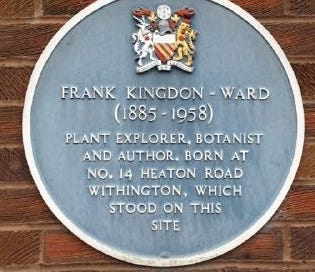 FRANK KINGDON-WARD
(1885-1958)
PLANT EXPLORER, BOTANIST
AND AUTHOR. BORN AT
NO. 14 HEATON ROAD
WITHINGTON, WHICH
STOOD ON THIS
SITE